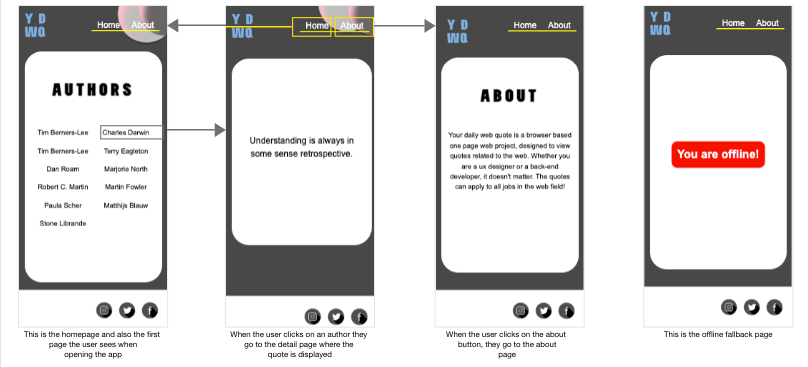 Y D
WQ
Home About
AUTHORS
Tim Berners-Lee Charles Darwin
Tim Berners-Lee Terry Eagleton
Dan Roam Marjorie North
Robert C. Martin Martin Fowler
Paula Scher Matthijs Blauw
Slone Librande
This is the homepage and also the first
page the user sees when
opening the app
Y D
WQ
Home About
Understanding is always in
some sense retrospective.
When the user clicks on an author they
go to the detail page where the
quote is displayed
Y D
WQ
Home About
ABOUT
Your daily web quote is a browser based
one page web project, designed to view
quotes related to the web. Whether you
are a ux designer or a back-end
developer, it doesn't matter. The quotes
can apply to all jobs in the web field!
When the user clicks on the about
button, they go to the about
page
Y D
WQ
Home About
You are offline!
This is the offline fallback page